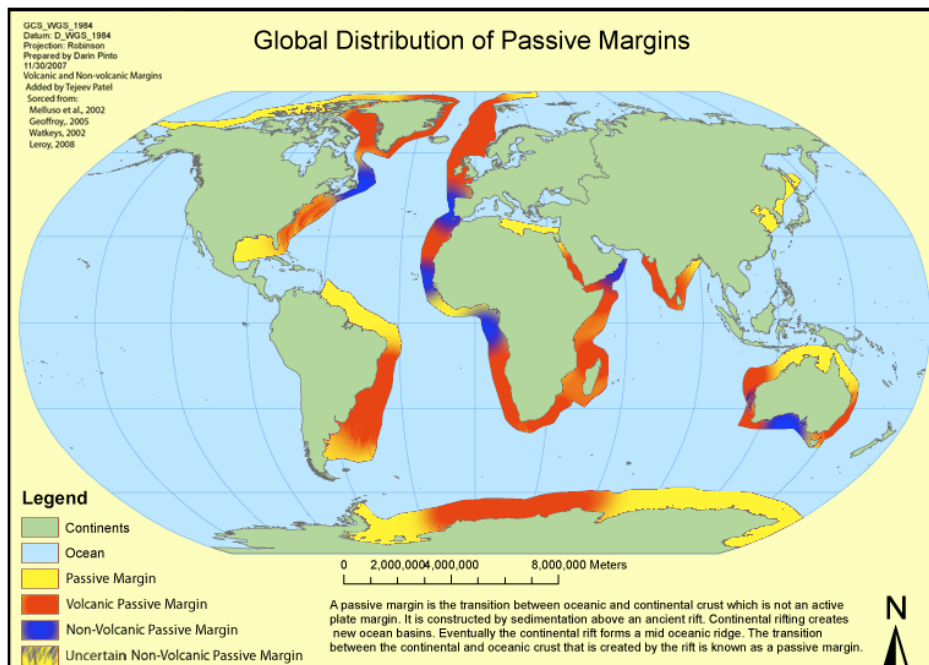 GCS_WGS_1984
Datum: D_WGS_1984
Projection: Robinson
Prepared by Darin Pinto
11/30/2007
Volcanic and Non-volcanic Margins
Added by Tejeev Patel
Sorced from:
Melluso et al., 2002
Geoffroy,. 2005
Watkeys, 2002
Leroy, 2008
Global Distribution of Passive Margins
Legend
Continents
Ocean
Passive Margin
Volcanic Passive Margin
Non-Volcanic Passive Margin
Uncertain Non-Volcanic Passive Margin
0 2,000,0004,000,000 8,000,000 Meters
A passive margin is the transition between oceanic and continental crust which is not an active
plate margin. It is constructed by sedimentation above an ancient rift. Continental rifting creates
new ocean basins. Eventually the continental rift forms a mid oceanic ridge. The transition
between the continental and oceanic crust that is created by the rift is known as a passive margin.
N